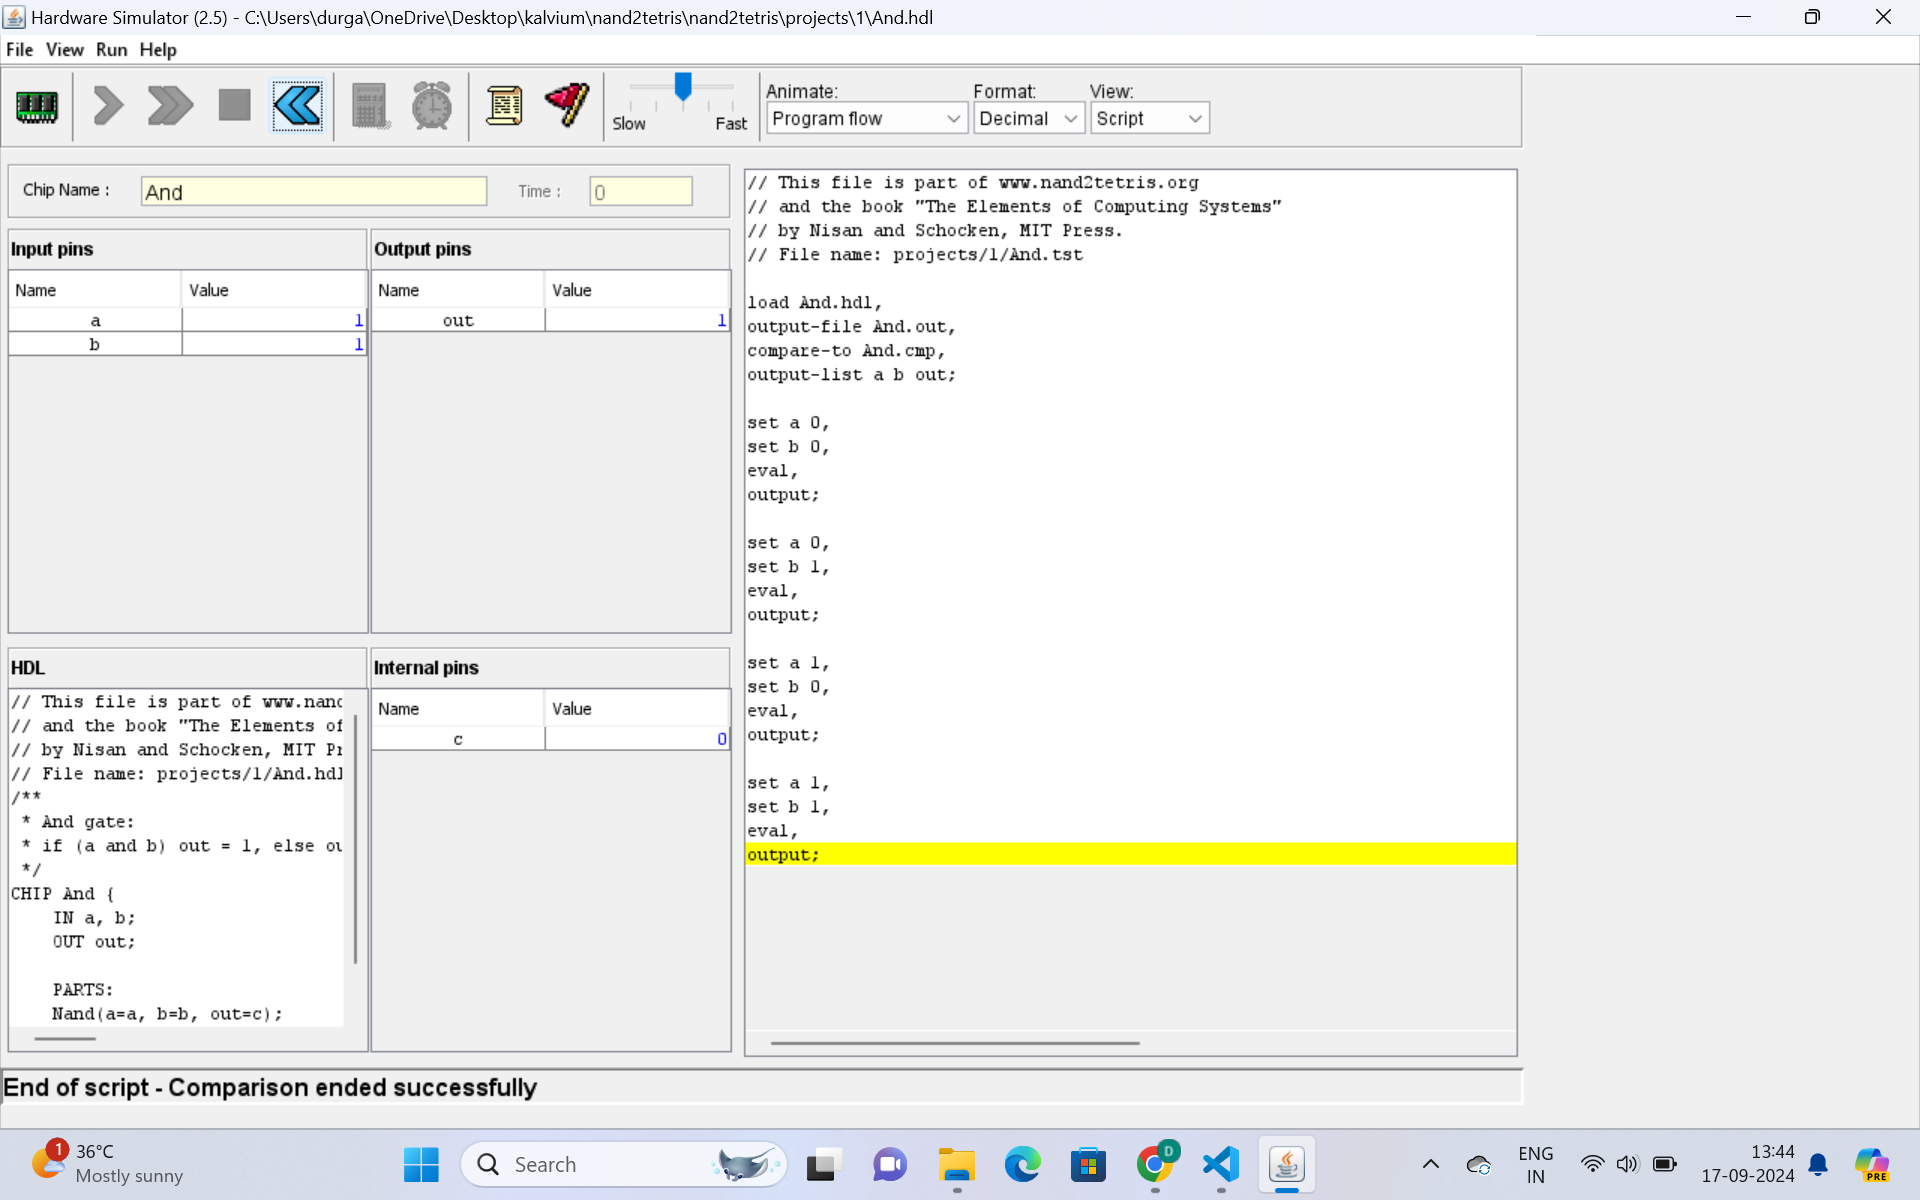 Hardware Simulator (2.5) - C:\Users\durga\OneDrive\Desktop\kalvium\nand2tetris\nand2tetris\projects\1\And.hdl
File View Run Help
Slow Fast
Animate: Format: View:
Program flow Decimal Script
Chip Name : And Time : 0
Input pins
Name Value
a 1
b 1
Output pins
Name Value
out 1
HDL
// This file is part of www.nand
// and the book "The Elements of
// by Nisan and Schocken, MIT Pr
// File name: projects/1/And.hdl
/**
* And gate:
* if (a and b) out = 1, else ou
*/
CHIP And {
IN a, b;
OUT out;
PARTS:
Nand(a=a, b=b, out=c);
Internal pins
Name Value
c 0
// This file is part of www.nand2tetris.org
// and the book "The Elements of Computing Systems"
// by Nisan and Schocken, MIT Press.
// File name: projects/1/And.tst
load And.hdl,
output-file And.out,
compare-to And.cmp,
output-list a b out;
set a 0,
set b 0,
eval,
output;
set a 0,
set b 1,
eval,
output;
set a 1,
set b 0,
eval,
output;
set a 1,
set b 1,
eval,
output;
End of script - Comparison ended successfully
1
36°C
Mostly sunny
Search
D
ENG
IN
13:44
17-09-2024
PRE